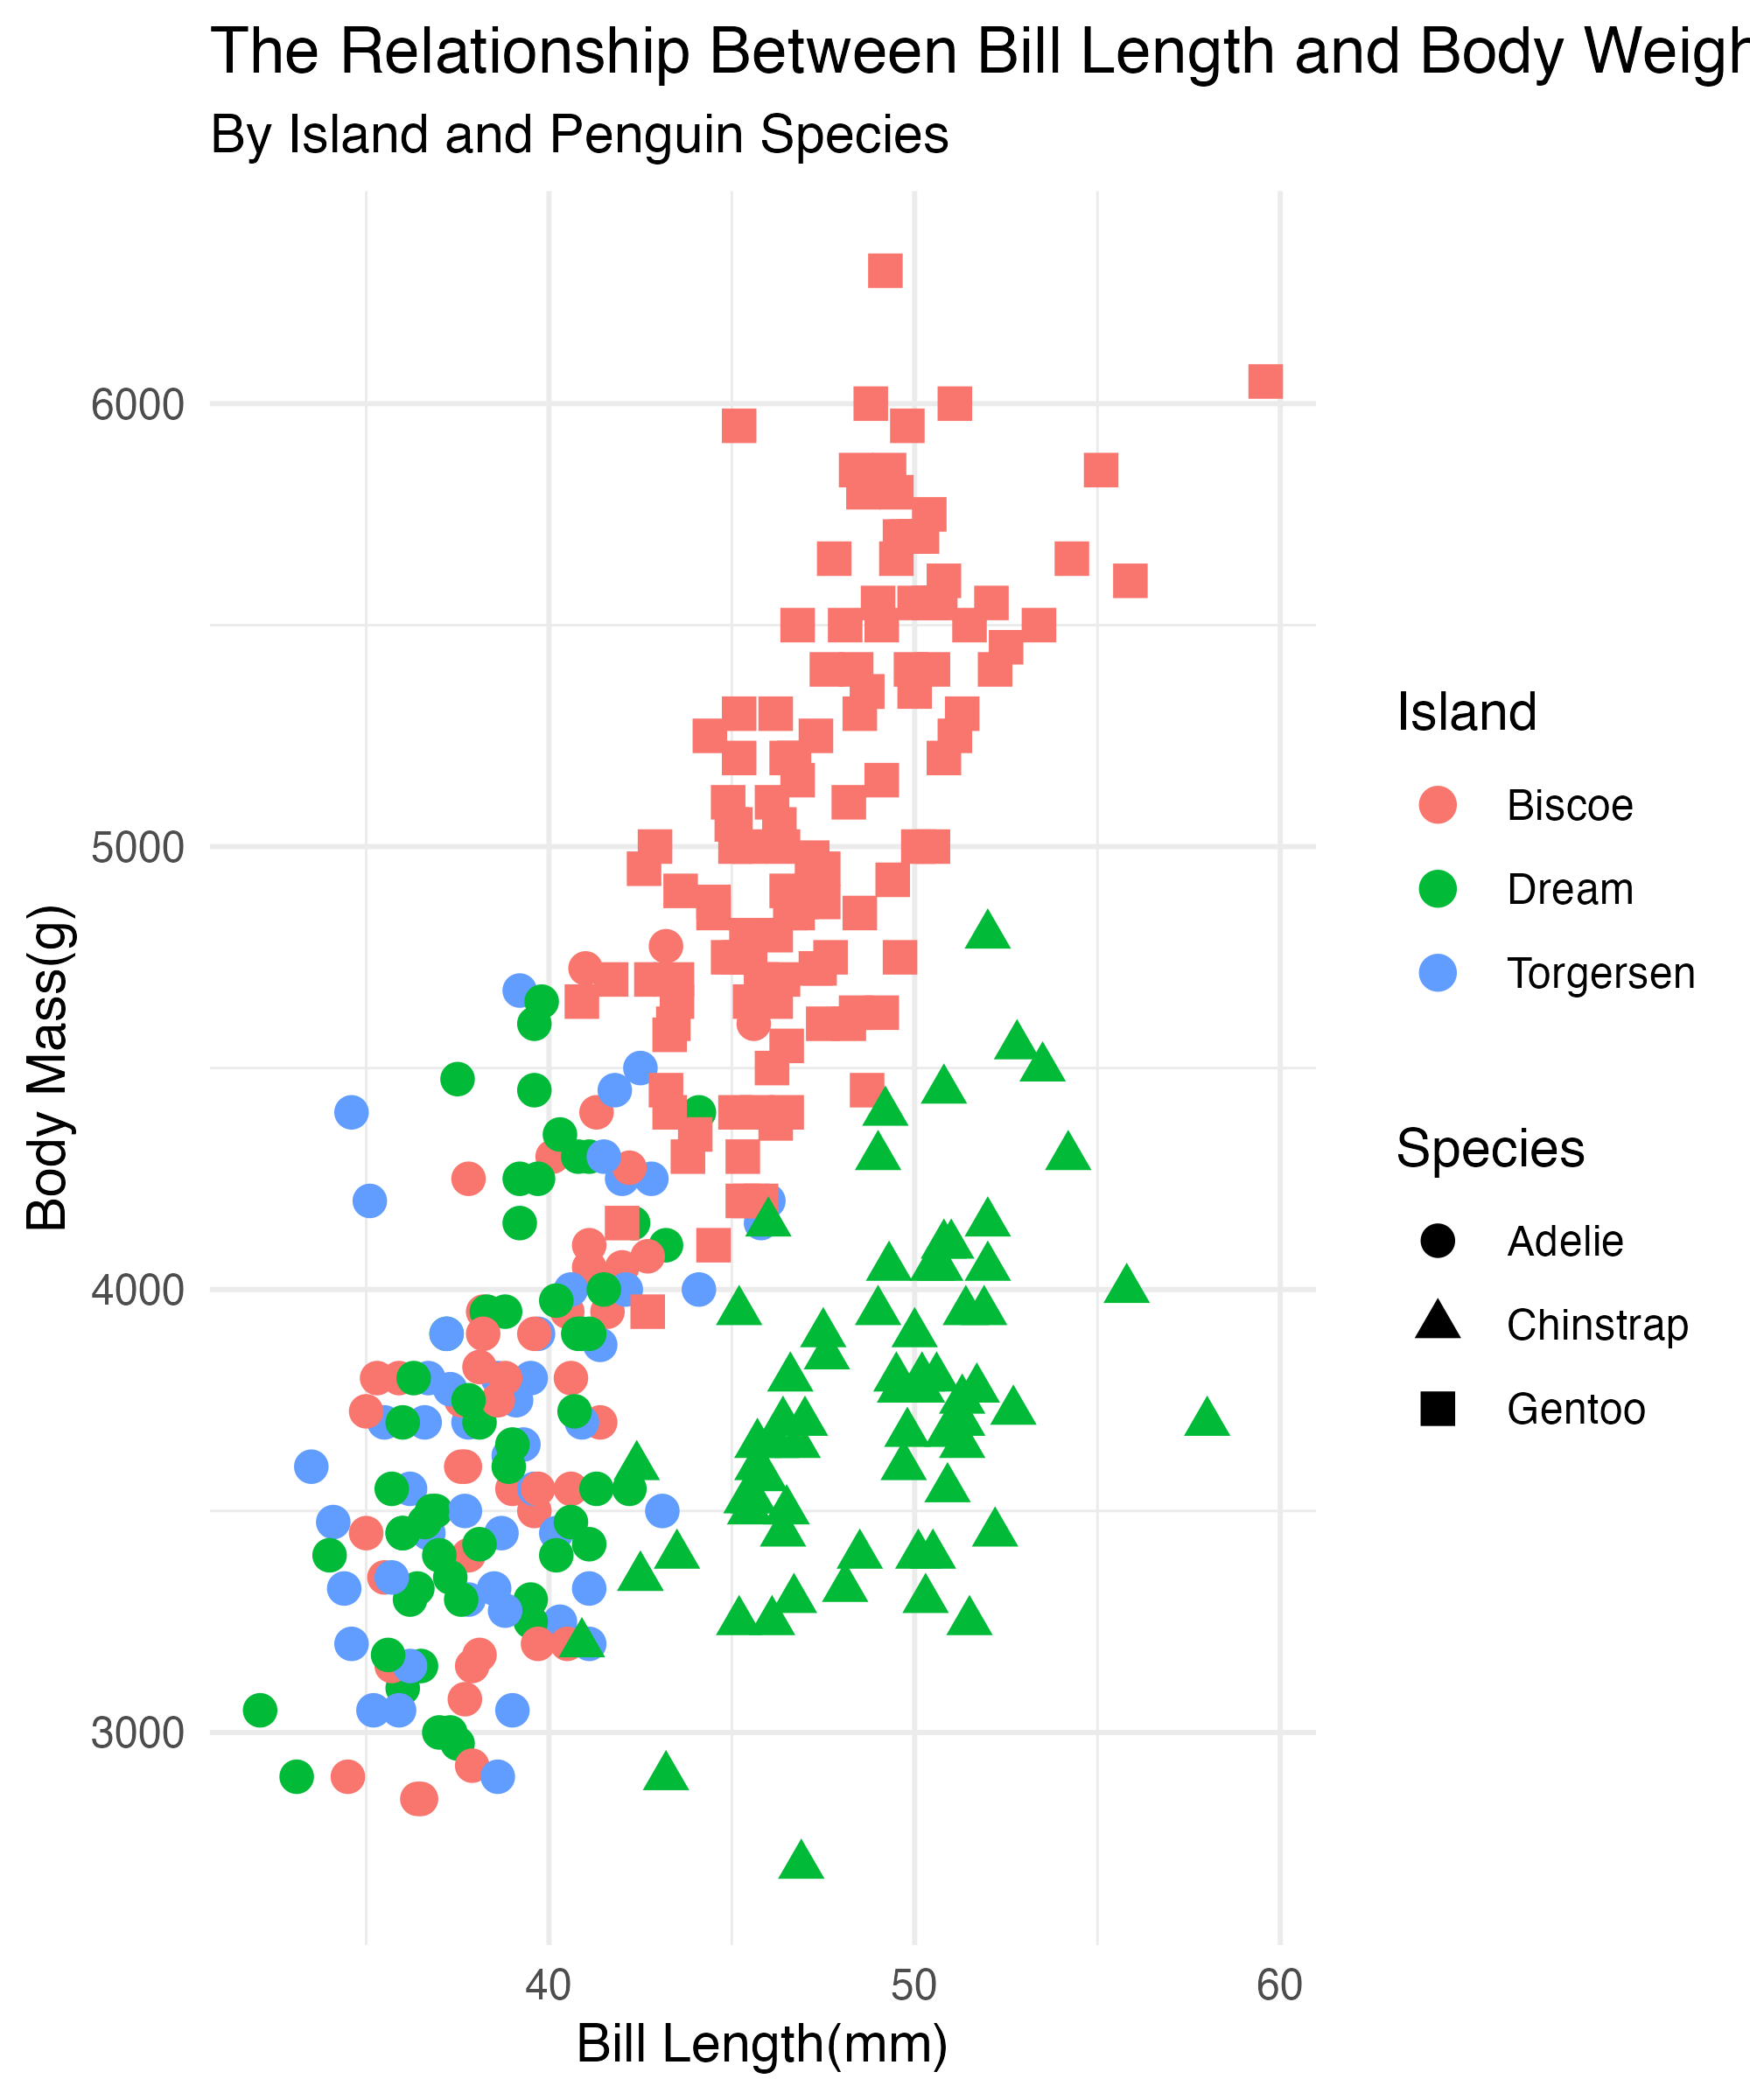 The Relationship Between Bill Length and Body Weigh
By Island and Penguin Species
6000
5000
4000
3000
Body Mass(g)
40 50 60
Bill Length(mm)
Island
Biscoe
Dream
Torgersen
Species
Adelie
Chinstrap
Gentoo